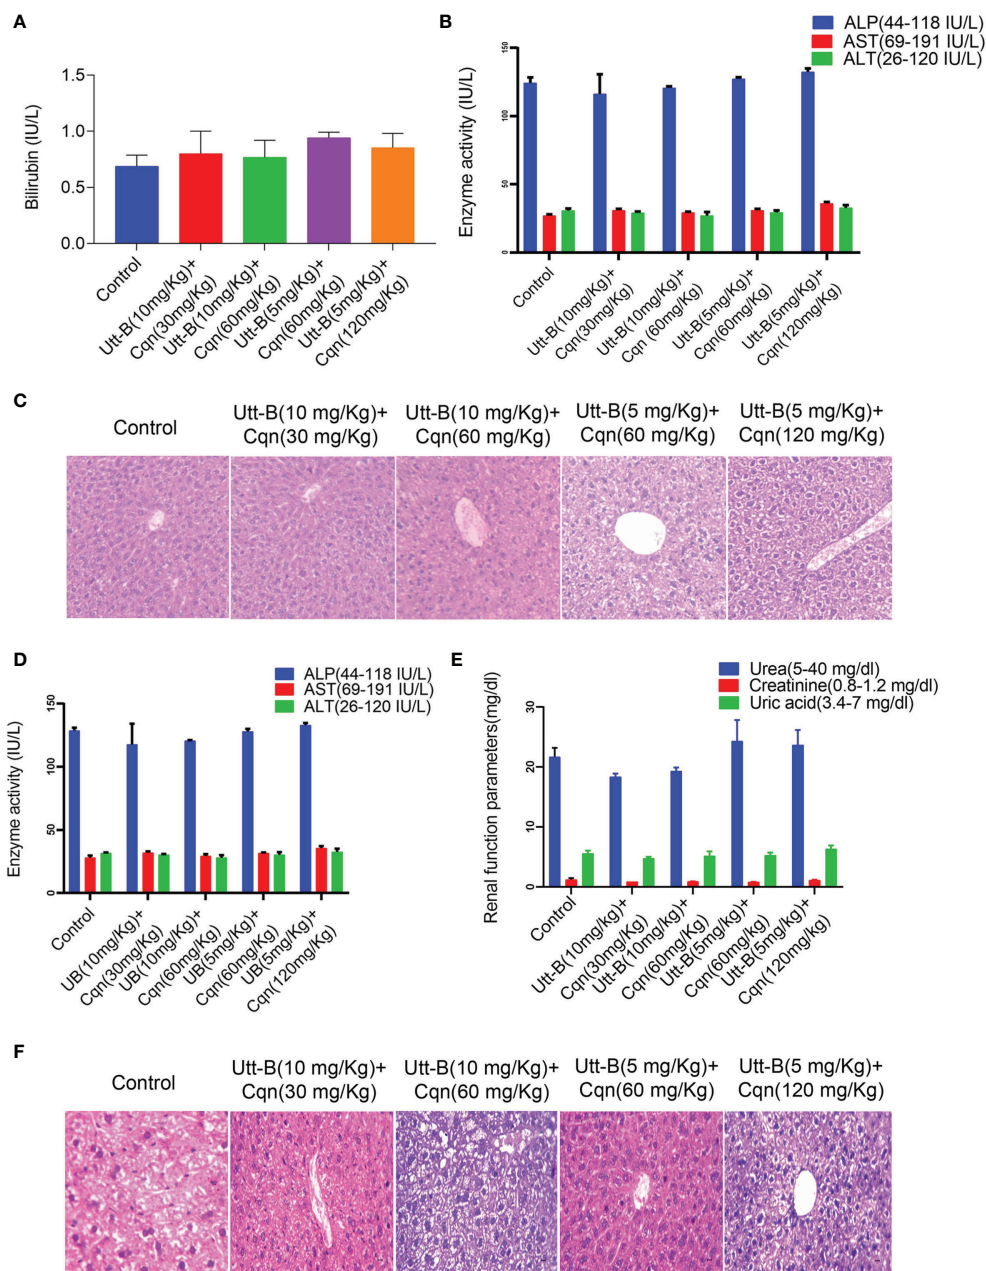 A
Bilirubin (IU/L)
1.5
1.0
0.5
0.0
Control
Utt-B(10mg/Kg)+
Cqn(30mg/Kg)
Utt-B(10mg/Kg)+
Cqn(60mg/Kg)
Utt-B(5mg/Kg)+
Cqn(60mg/Kg)
Utt-B(5mg/Kg)+
Cqn(120mg/Kg)
B
ALP(44-118 IU/L)
AST(69-191 IU/L)
ALT(26-120 IU/L)
Enzyme activity (IU/L)
150
100
50
0
Control
Utt-B(10mg/Kg)+
Cqn(30mg/Kg)
Utt-B(10mg/Kg)+
Cqn (60mg/Kg)
Utt-B(5mg/Kg)+
Cqn(60mg/Kg)
Utt-B(5mg/Kg)+
Cqn(120mg/Kg)
C
Control
Utt-B(10 mg/Kg)+
Cqn(30 mg/Kg)
Utt-B(10 mg/Kg)+
Cqn(60 mg/Kg)
Utt-B(5 mg/Kg)+
Cqn(60 mg/Kg)
Utt-B(5 mg/Kg)+
Cqn(120 mg/Kg)
D
ALP(44-118 IU/L)
AST(69-191 IU/L)
ALT(26-120 IU/L)
Enzyme activity (IU/L)
150
100
50
0
Control
UB(10mg/Kg)+
Cqn(30mg/Kg)
UB(10mg/Kg)+
Cqn(60mg/Kg)
UB(5mg/Kg)+
Cqn(60mg/Kg)
UB(5mg/Kg)+
Cqn(120mg/Kg)
E
Urea(5-40 mg/dl)
Creatinine(0.8-1.2 mg/dl)
Uric acid(3.4-7 mg/dl)
Renal function parameters(mg/dl)
30
20
10
0
Control
Utt-B(10mg/kg)+
Cqn(30mg/Kg)
Utt-B(10mg/kg)+
Cqn(60mg/Kg)
Utt-B(5mg/Kg)+
Cqn(60mg/kg)
Utt-B(5mg/Kg)+
Cqn(120mg/kg)
F
Control
Utt-B(10 mg/Kg)+
Cqn(30 mg/Kg)
Utt-B(10 mg/Kg)+
Cqn(60 mg/Kg)
Utt-B(5 mg/Kg)+
Cqn(60 mg/Kg)
Utt-B(5 mg/Kg)+
Cqn(120 mg/Kg)